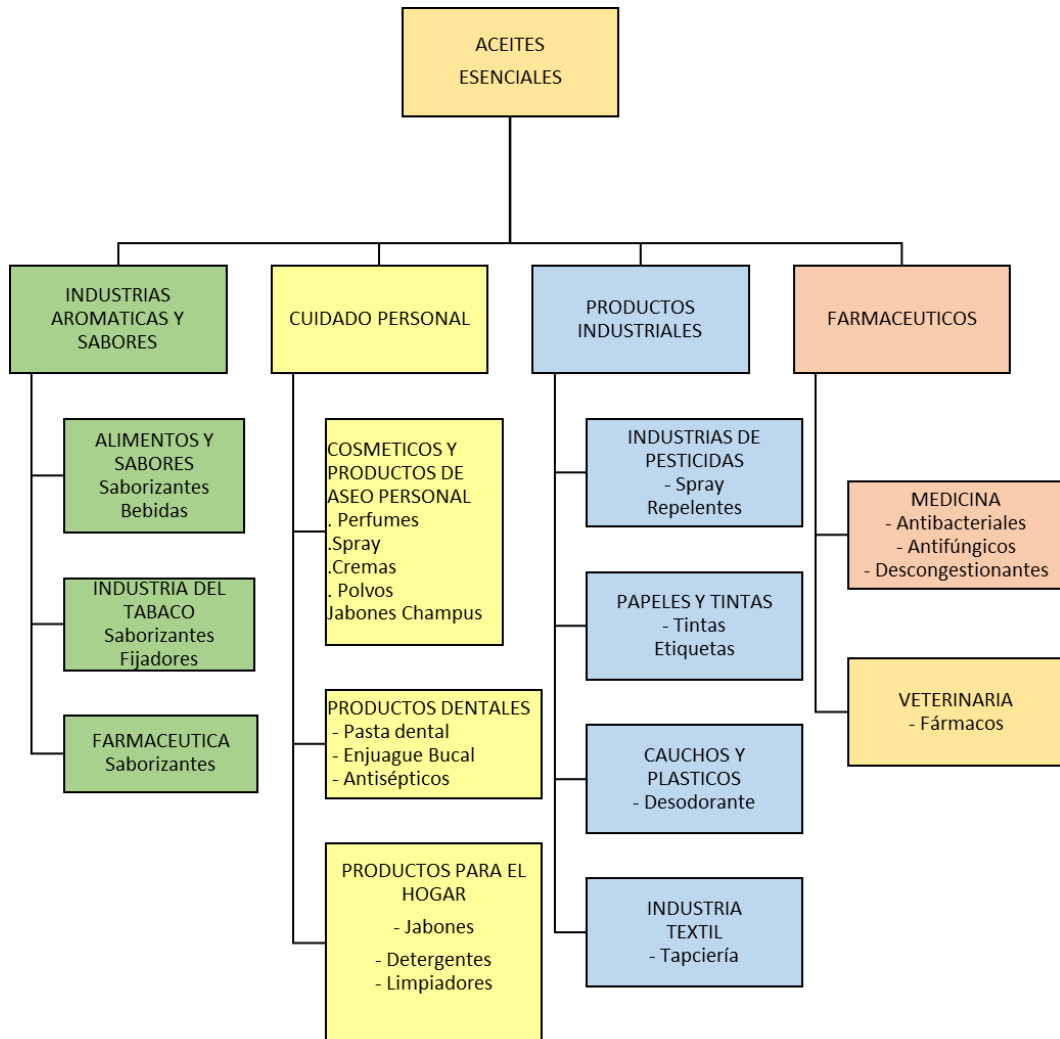 ACEITES
ESENCIALES
INDUSTRIAS
AROMATICAS Y
SABORES
ALIMENTOS Y
SABORES
Saborizantes
Bebidas
INDUSTRIA DEL
TABACO
Saborizantes
Fijadores
FARMACEUTICA
Saborizantes
CUIDADO PERSONAL
COSMETICOS Y
PRODUCTOS DE
ASEO PERSONAL
. Perfumes
.Spray
.Cremas
. Polvos
Jabones Champus
PRODUCTOS DENTALES
- Pasta dental
- Enjuague Bucal
- Antisépticos
PRODUCTOS PARA EL
HOGAR
- Jabones
- Detergentes
- Limpiadores
PRODUCTOS
INDUSTRIALES
INDUSTRIAS DE
PESTICIDAS
- Spray
Repelentes
PAPELES Y TINTAS
- Tintas
Etiquetas
CAUCHOS Y
PLASTICOS
- Desodorante
INDUSTRIA
TEXTIL
- Tapciería
FARMACEUTICOS
MEDICINA
- Antibacteriales
- Antifúngicos
- Descongestionantes
VETERINARIA
- Fármacos